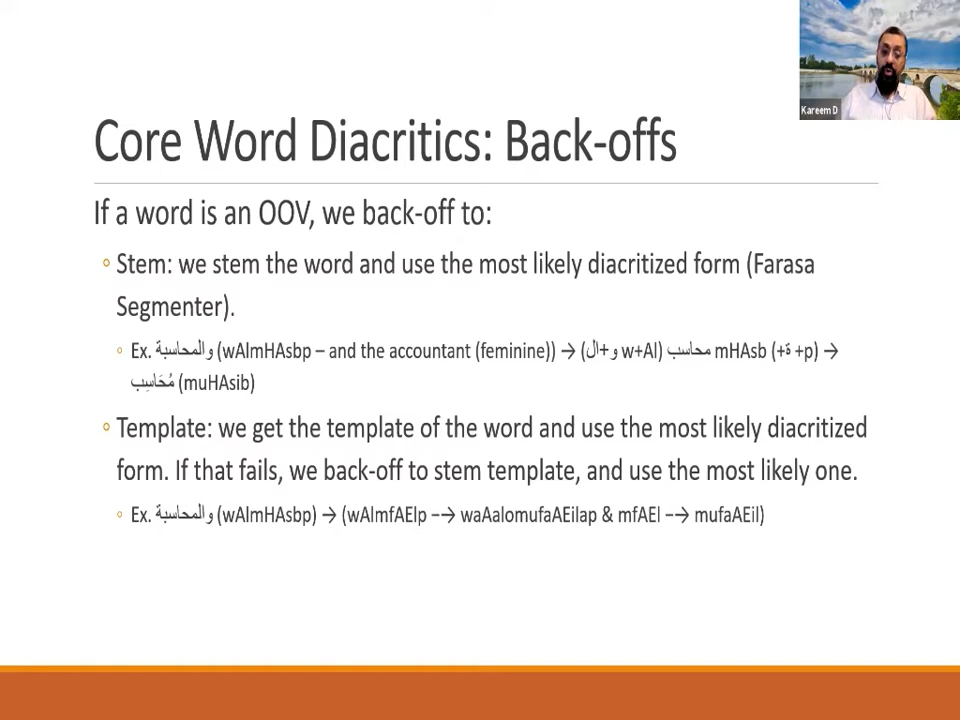 Kareem D
Core Word Diacritics: Back-offs
If a word is an OOV, we back-off to:
◦ Stem: we stem the word and use the most likely diacritized form (Farasa
Segmenter).
◦ Ex. والمحاسبة (wAlmHAsbp – and the accountant (feminine)) → (و+ال w+Al) محاسب mHAsb (+ة +p) →
مُحَاسِب (muHAsib)
◦ Template: we get the template of the word and use the most likely diacritized
form. If that fails, we back-off to stem template, and use the most likely one.
◦ Ex. والمحاسبة (wAlmHAsbp) → (wAlmfAElp –→ waAalomufaAEilap & mfAEl –→ mufaAEil)